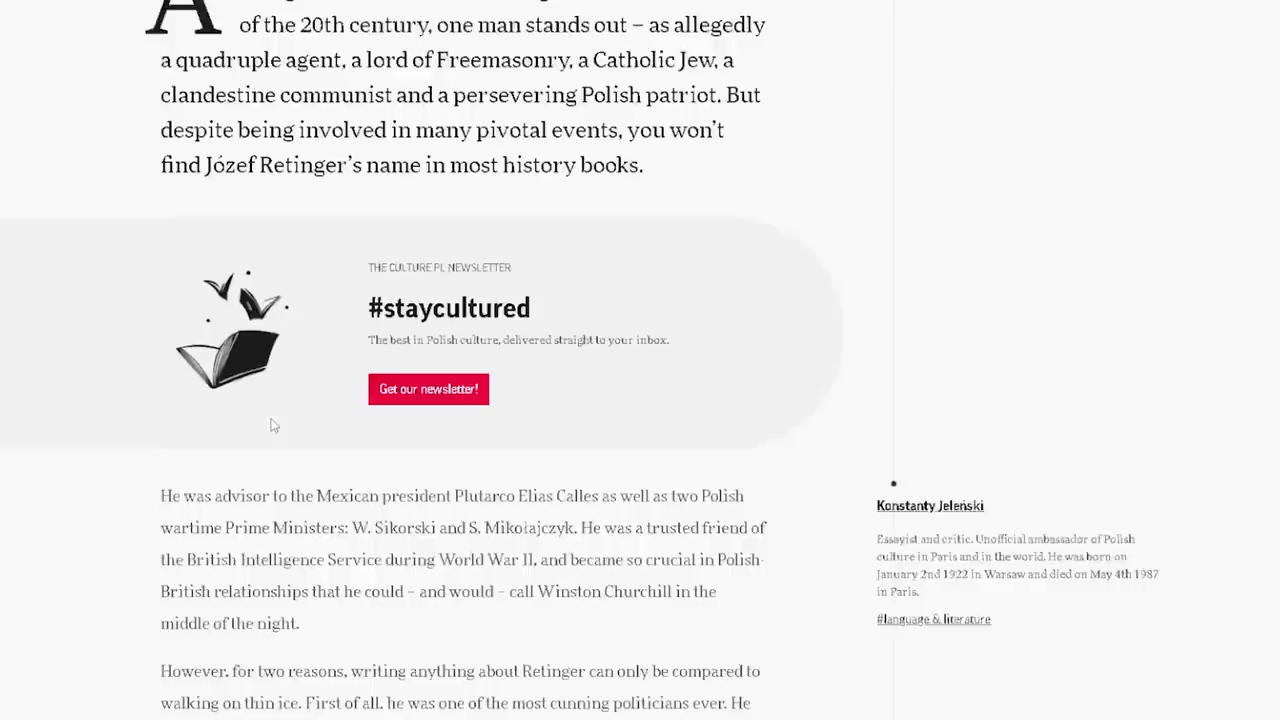 A
of the 20th century, one man stands out – as allegedly
a quadruple agent, a lord of Freemasonry, a Catholic Jew, a
clandestine communist and a persevering Polish patriot. But
despite being involved in many pivotal events, you won't
find Józef Retinger's name in most history books.
THE CULTURE.PL NEWSLETTER
#staycultured
The best in Polish culture, delivered straight to your inbox.
Get our newsletter!
He was advisor to the Mexican president Plutarco Elias Calles as well as two Polish
wartime Prime Ministers: W. Sikorski and S. Mikołajczyk. He was a trusted friend of
the British Intelligence Service during World War II, and became so crucial in Polish-
British relationships that he could – and would – call Winston Churchill in the
middle of the night.
However, for two reasons, writing anything about Retinger can only be compared to
walking on thin ice. First of all, he was one of the most cunning politicians ever. He
Konstanty Jeleński
Essayist and critic. Unofficial ambassador of Polish
culture in Paris and in the world. He was born on
January 2nd 1922 in Warsaw and died on May 4th 1987
in Paris.
#language & literature